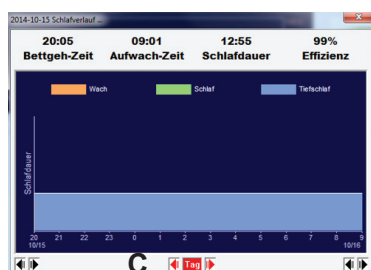 2014-10-15 Schlafverlauf ...
20:05 09:01 12:55 99%
Bettgeh-Zeit Aufwach-Zeit Schlafdauer Effizienz
Wach Schlaf Tiefschlaf
Schlafdauer
20 21 22 23 0 1 2 3 4 5 6 7 8 9
10/15 10/16
C Tag